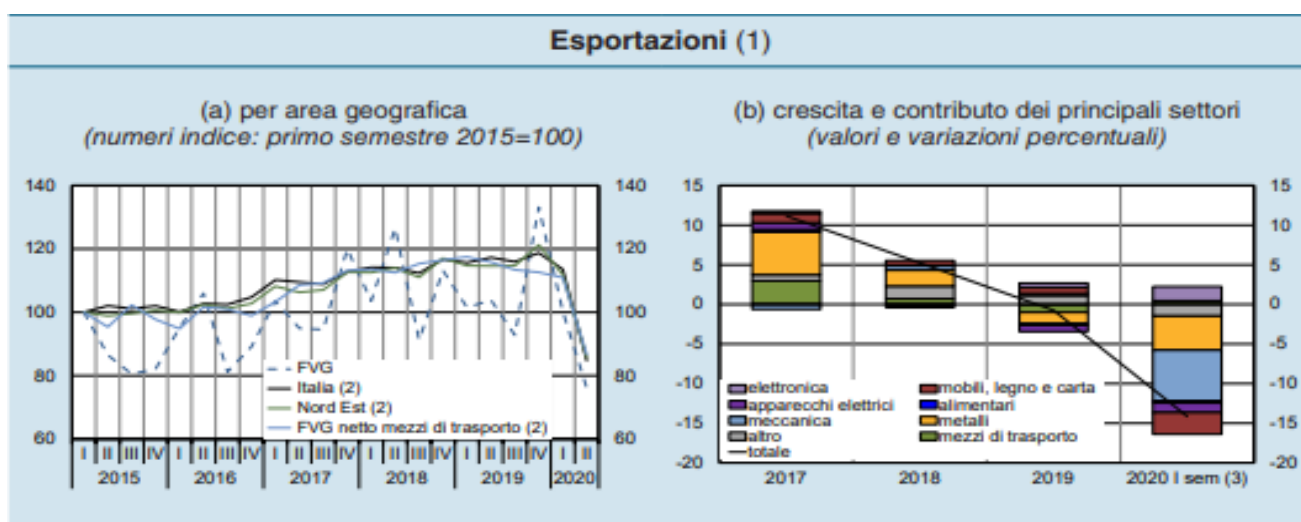 Esportazioni (1)
(a) per area geografica
(numeri indice: primo semestre 2015=100)
(b) crescita e contributo dei principali settori
(valori e variazioni percentuali)
140 140
120 120
100 100
80 80
60 60
FVG
Italia (2)
Nord Est (2)
FVG netto mezzi di trasporto (2)
I II III IV I II III IV I II III IV I II III IV I II III IV I II
2015 2016 2017 2018 2019 2020
15 15
10 10
5 5
0 0
-5 -5
-10 -10
-15 -15
-20 -20
elettronica mobili, legno e carta
apparecchi elettrici alimentari
meccanica metalli
altro mezzi di trasporto
totale
2017 2018 2019 2020 I sem (3)